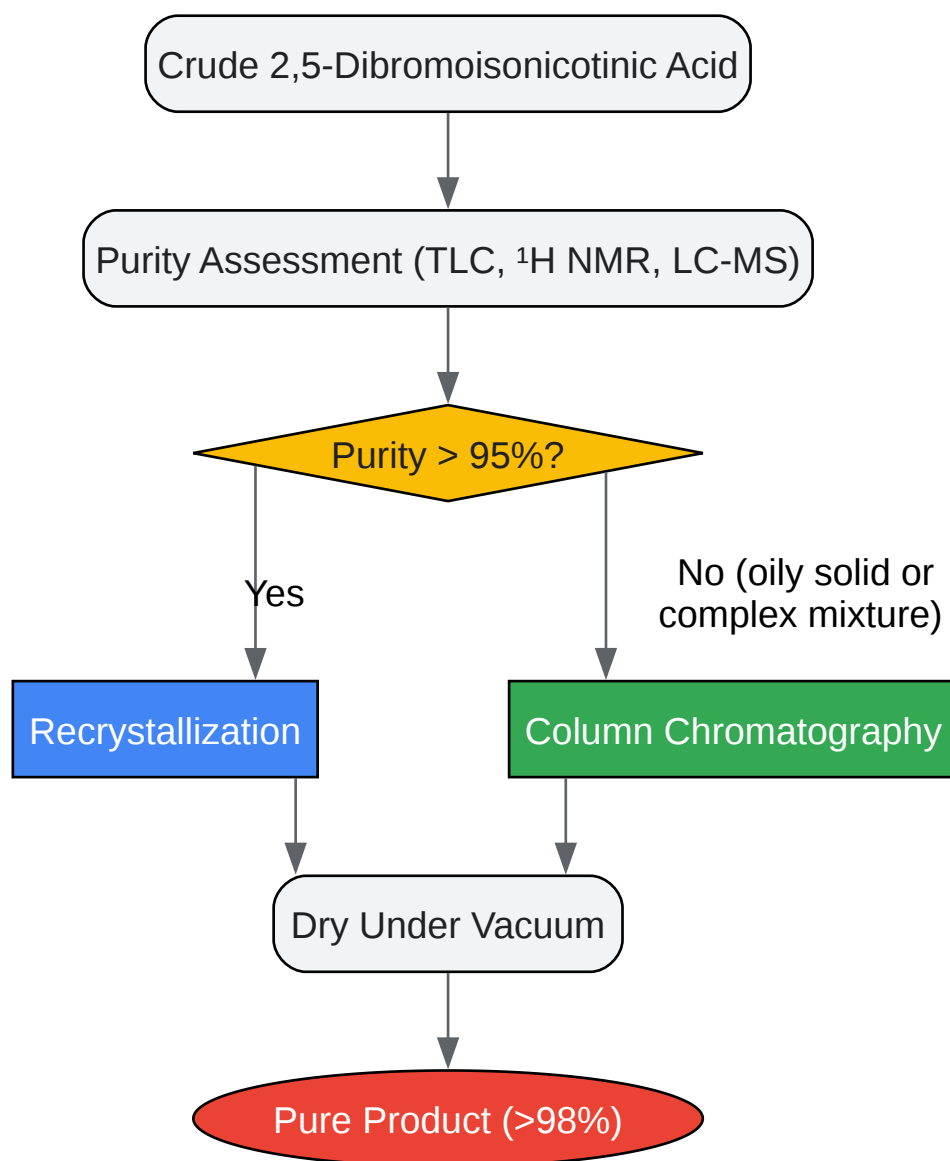 Crude 2,5-Dibromoisonicotinic Acid
Purity Assessment (TLC, ¹H NMR, LC-MS)
Purity > 95%?
Yes
No (oily solid or
complex mixture)
Recrystallization
Column Chromatography
Dry Under Vacuum
Pure Product (>98%)